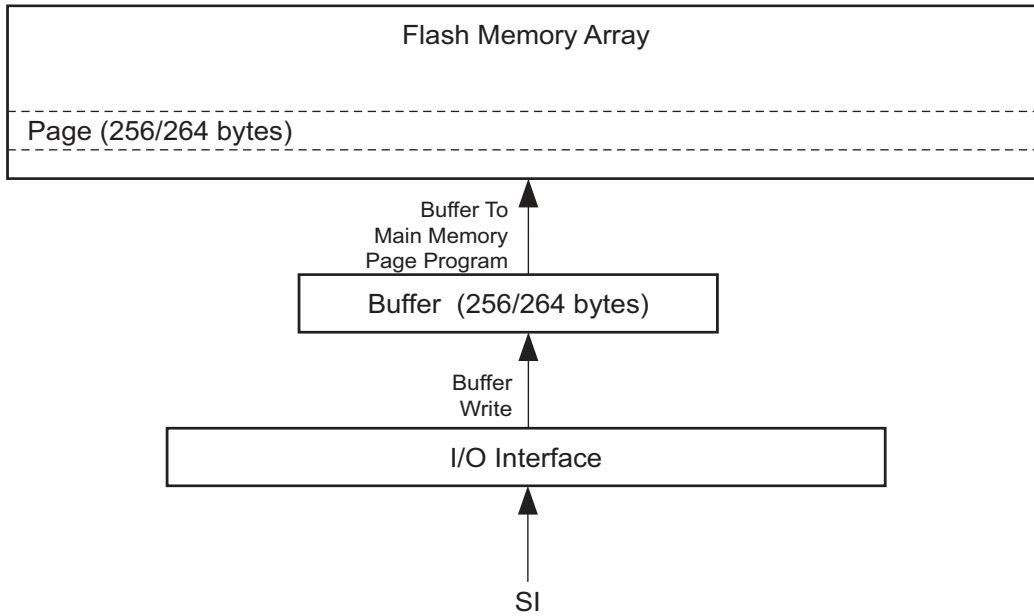 Flash Memory Array
Page (256/264 bytes)
Buffer To
Main Memory
Page Program
Buffer (256/264 bytes)
Buffer
Write
I/O Interface
SI